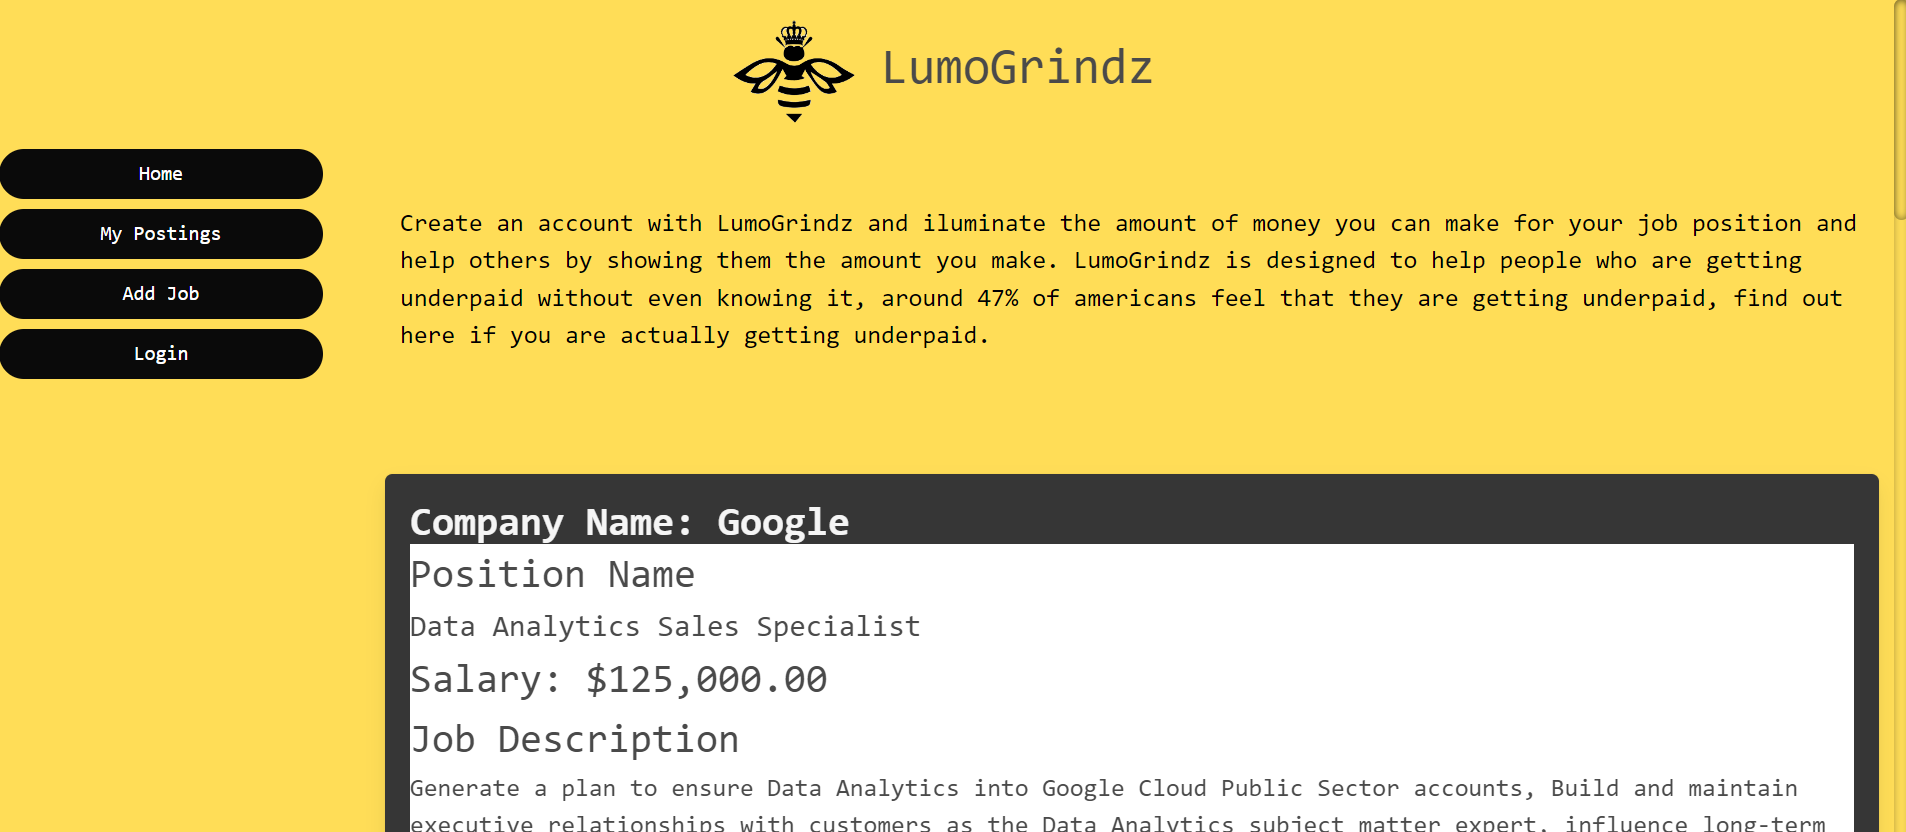 LumoGrindz
Home
My Postings
Add Job
Login
Create an account with LumoGrindz and iluminate the amount of money you can make for your job position and
help others by showing them the amount you make. LumoGrindz is designed to help people who are getting
underpaid without even knowing it, around 47% of americans feel that they are getting underpaid, find out
here if you are actually getting underpaid.
Company Name: Google
Position Name
Data Analytics Sales Specialist
Salary: $125,000.00
Job Description
Generate a plan to ensure Data Analytics into Google Cloud Public Sector accounts, Build and maintain
executive relationships with customers as the Data Analytics subject matter expert, influence long-term